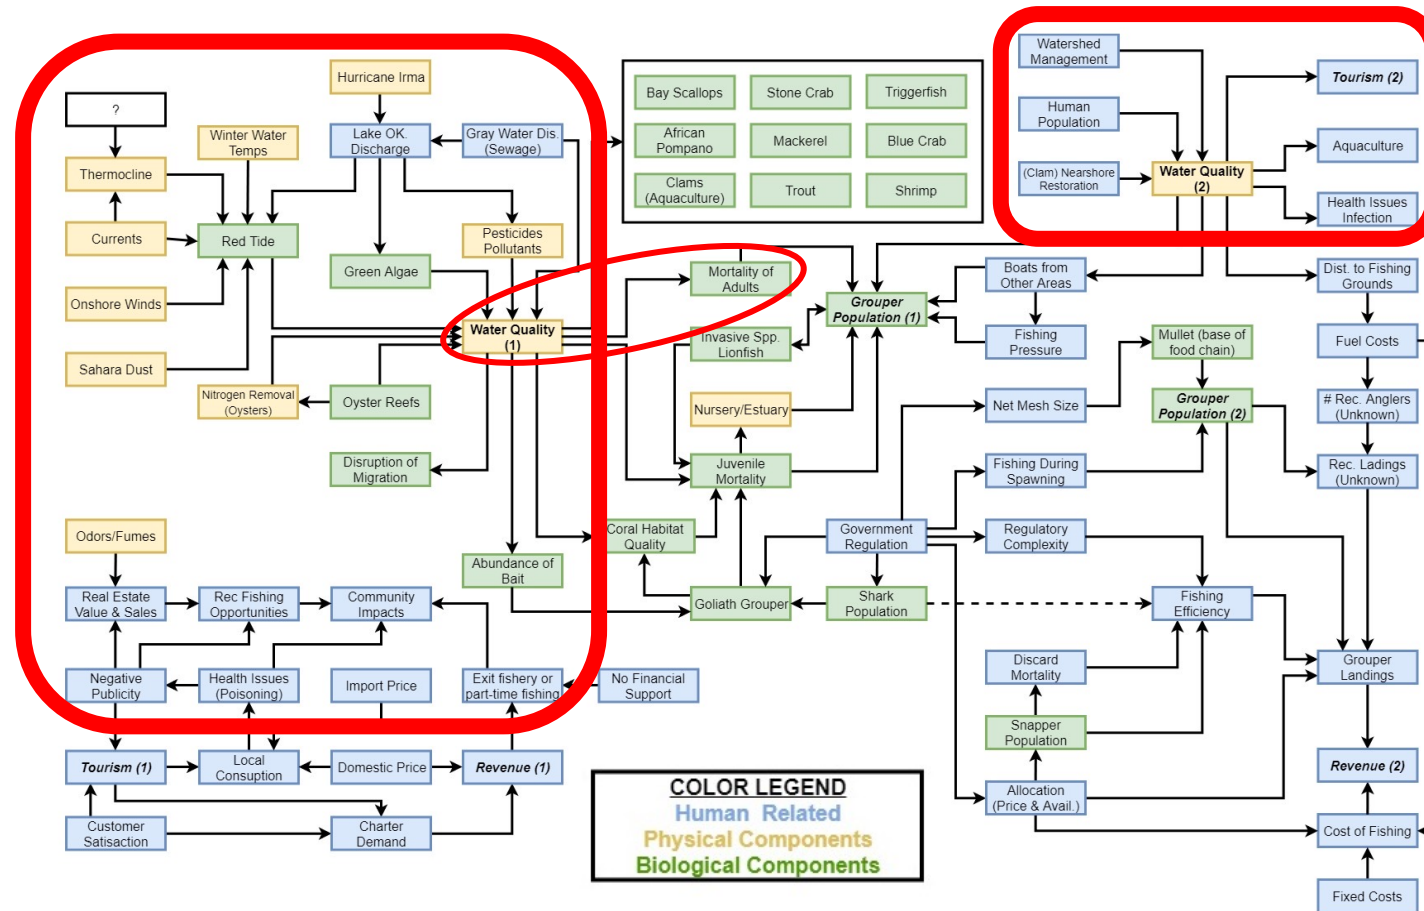 Watershed
Management
Tourism (2)
Hurricane Irma
?
Bay Scallops
Stone Crab
Triggerfish
Human
Population
Winter Water
Temps
Lake OK.
Discharge
Gray Water Dis.
(Sewage)
African
Pompano
Mackerel
Blue Crab
Aquaculture
Thermocline
(Clam) Nearshore
Restoration
Water Quality
(2)
Clams
(Aquaculture)
Trout
Shrimp
Health Issues
Infection
Currents
Red Tide
Pesticides
Pollutants
Green Algae
Mortality of
Adults
Boats from
Other Areas
Dist. to Fishing
Grounds
Onshore Winds
Grouper
Population (1)
Water Quality
(1)
Invasive Spp.
Lionfish
Fishing
Pressure
Mullet (base of
food chain)
Fuel Costs
Sahara Dust
Nitrogen Removal
(Oysters)
Oyster Reefs
Nursery/Estuary
Net Mesh Size
Grouper
Population (2)
# Rec. Anglers
(Unknown)
Disruption of
Migration
Juvenile
Mortality
Fishing During
Spawning
Rec. Ladings
(Unknown)
Odors/Fumes
Coral Habitat
Quality
Government
Regulation
Regulatory
Complexity
Abundance of
Bait
Real Estate
Value & Sales
Rec Fishing
Opportunities
Community
Impacts
Goliath Grouper
Shark
Population
Fishing
Efficiency
Negative
Publicity
Health Issues
(Poisoning)
Import Price
Exit fishery or
part-time fishing
No Financial
Support
Discard
Mortality
Grouper
Landings
Snapper
Population
Tourism (1)
Local
Consuption
Domestic Price
Revenue (1)
Revenue (2)
COLOR LEGEND
Human Related
Physical Components
Biological Components
Allocation
(Price & Avail.)
Customer
Satisaction
Charter
Demand
Cost of Fishing
Fixed Costs